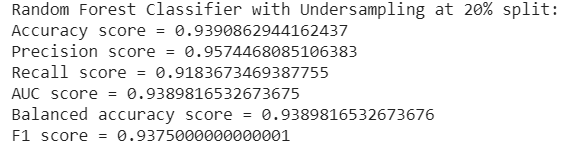 Random Forest Classifier with Undersampling at 20% split:
Accuracy score = 0.9390862944162437
Precision score = 0.9574468085106383
Recall score = 0.9183673469387755
AUC score = 0.9389816532673675
Balanced accuracy score = 0.9389816532673676
F1 score = 0.9375000000000001